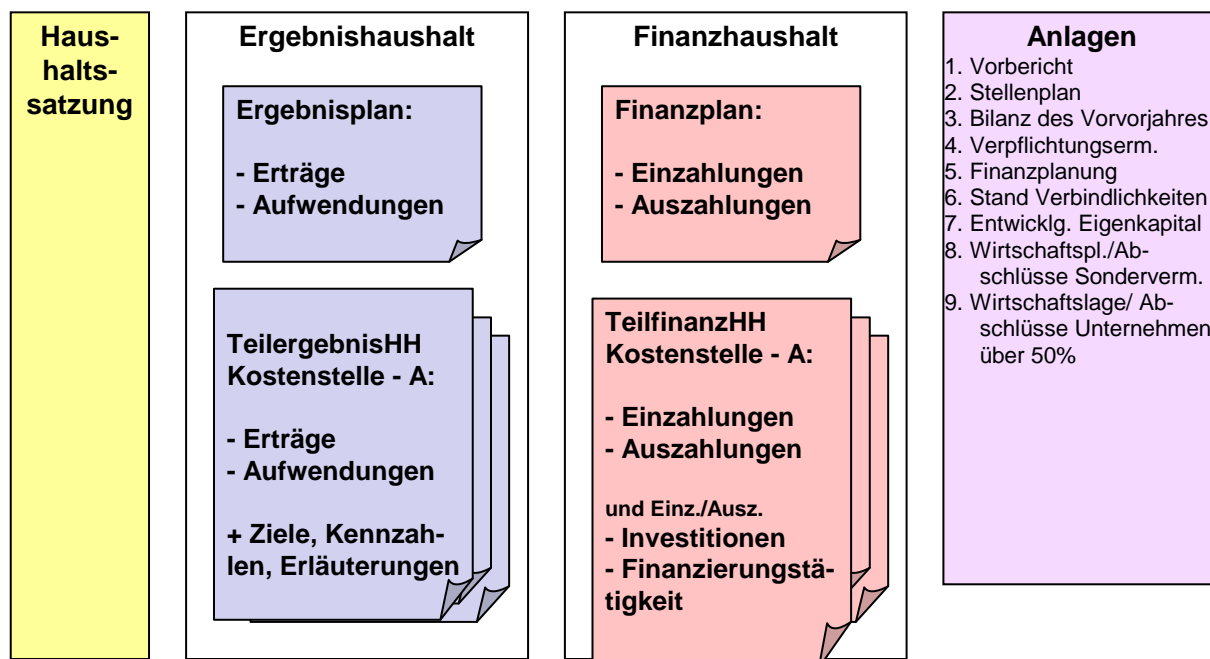 Haus-
halts-
satzung
Ergebnishaushalt
Ergebnisplan:
- Erträge
- Aufwendungen
TeilergebnisHH
Kostenstelle - A:
- Erträge
- Aufwendungen
+ Ziele, Kennzah-
len, Erläuterungen
Finanzhaushalt
Finanzplan:
- Einzahlungen
- Auszahlungen
TeilfinanzHH
Kostenstelle - A:
- Einzahlungen
- Auszahlungen
und Einz./Ausz.
- Investitionen
- Finanzierungstä-
tigkeit
Anlagen
1. Vorbericht
2. Stellenplan
3. Bilanz des Vorvorjahres
4. Verpflichtungserm.
5. Finanzplanung
6. Stand Verbindlichkeiten
7. Entwicklg. Eigenkapital
8. Wirtschaftspl./Ab-
schlüsse Sonderverm.
9. Wirtschaftslage/ Ab-
schlüsse Unternehmen
über 50%